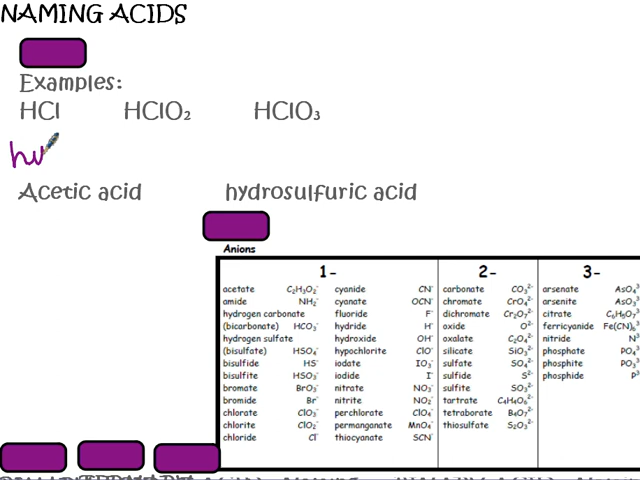 NAMING ACIDS
Examples:
HCl HClO₂ HClO₃
hy
Acetic acid hydrosulfuric acid
Anions
1- 2- 3-
acetate C₂H₃O₂⁻ cyanide CN⁻ carbonate CO₃²⁻ arsenate AsO₄³
amide NH₂⁻ cyanate OCN⁻ chromate CrO₄²⁻ arsenite AsO₃³
hydrogen carbonate fluoride F⁻ dichromate Cr₂O₇²⁻ citrate C₆H₅O₇³
(bicarbonate) HCO₃⁻ hydride H⁻ oxide O²⁻ ferricyanide Fe(CN)₆³
hydrogen sulfate hydroxide OH⁻ oxalate C₂O₄²⁻ nitride N³
(bisulfate) HSO₄⁻ hypochlorite ClO⁻ silicate SiO₃²⁻ phosphate PO₄³
bisulfide HS⁻ iodate IO₃⁻ sulfate SO₄²⁻ phosphite PO₃³
bisulfite HSO₃⁻ iodide I⁻ sulfide S²⁻ phosphide P³
bromate BrO₃⁻ nitrate NO₃⁻ sulfite SO₃²⁻
bromide Br⁻ nitrite NO₂⁻ tartrate C₄H₄O₆²⁻
chlorate ClO₃⁻ perchlorate ClO₄⁻ tetraborate B₄O₇²⁻
chlorite ClO₂⁻ permanganate MnO₄⁻ thiosulfate S₂O₃²⁻
chloride Cl⁻ thiocyanate SCN⁻